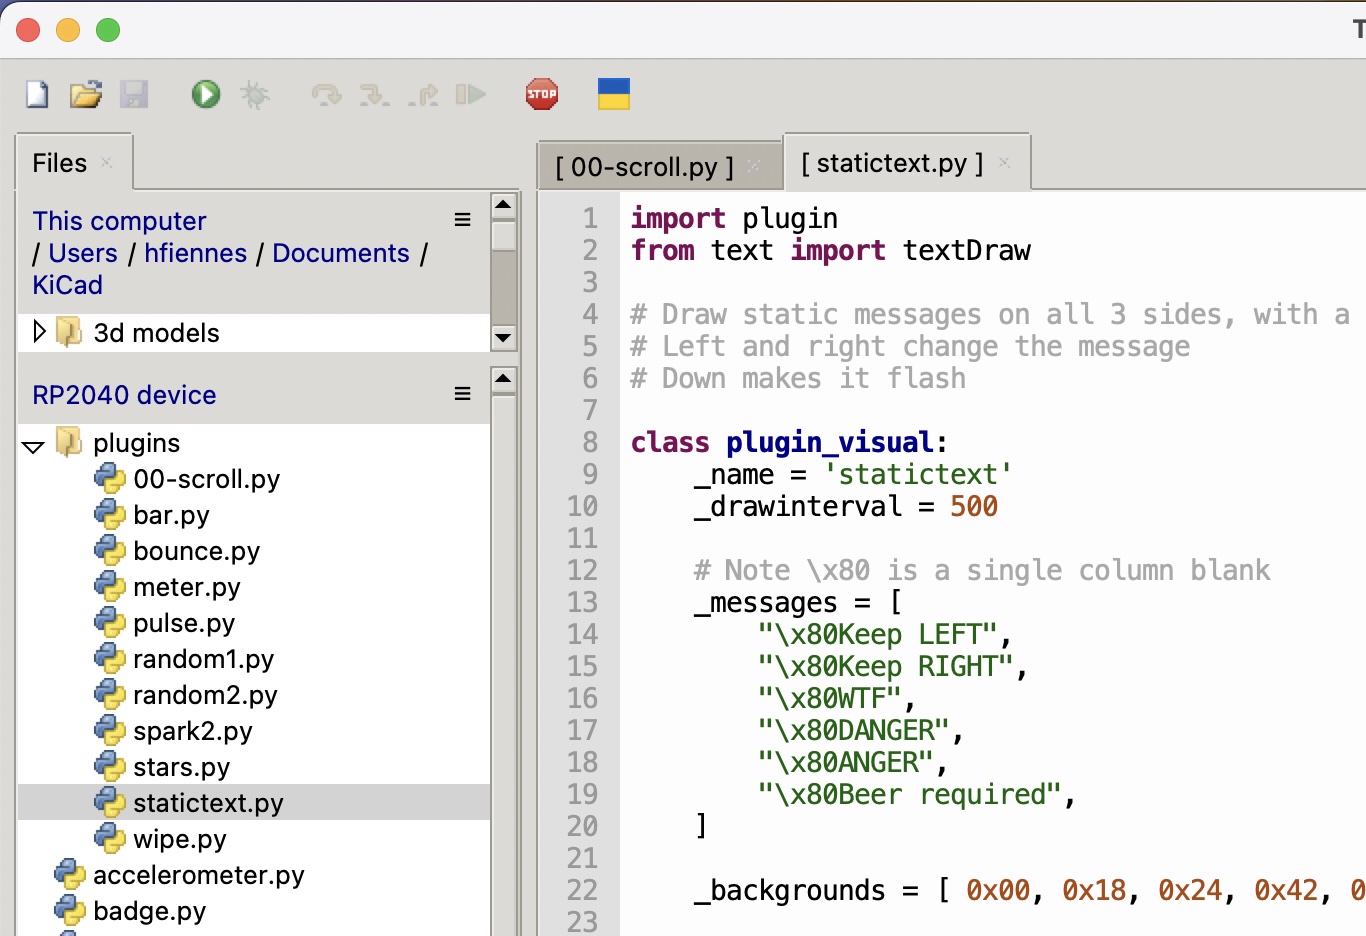 T
STOP
Files
This computer
/ Users / hfiennes / Documents /
KiCad
3d models
RP2040 device
plugins
00-scroll.py
bar.py
bounce.py
meter.py
pulse.py
random1.py
random2.py
spark2.py
stars.py
statictext.py
wipe.py
accelerometer.py
badge.py
[ 00-scroll.py ]
[ statictext.py ]
1 import plugin
2 from text import textDraw
3
4 # Draw static messages on all 3 sides, with a
5 # Left and right change the message
6 # Down makes it flash
7
8 class plugin_visual:
9 _name = 'statictext'
10 _drawinterval = 500
11
12 # Note \x80 is a single column blank
13 _messages = [
14 "\x80Keep LEFT",
15 "\x80Keep RIGHT",
16 "\x80WTF",
17 "\x80DANGER",
18 "\x80ANGER",
19 "\x80Beer required",
20 ]
21
22 _backgrounds = [ 0x00, 0x18, 0x24, 0x42, 0
23